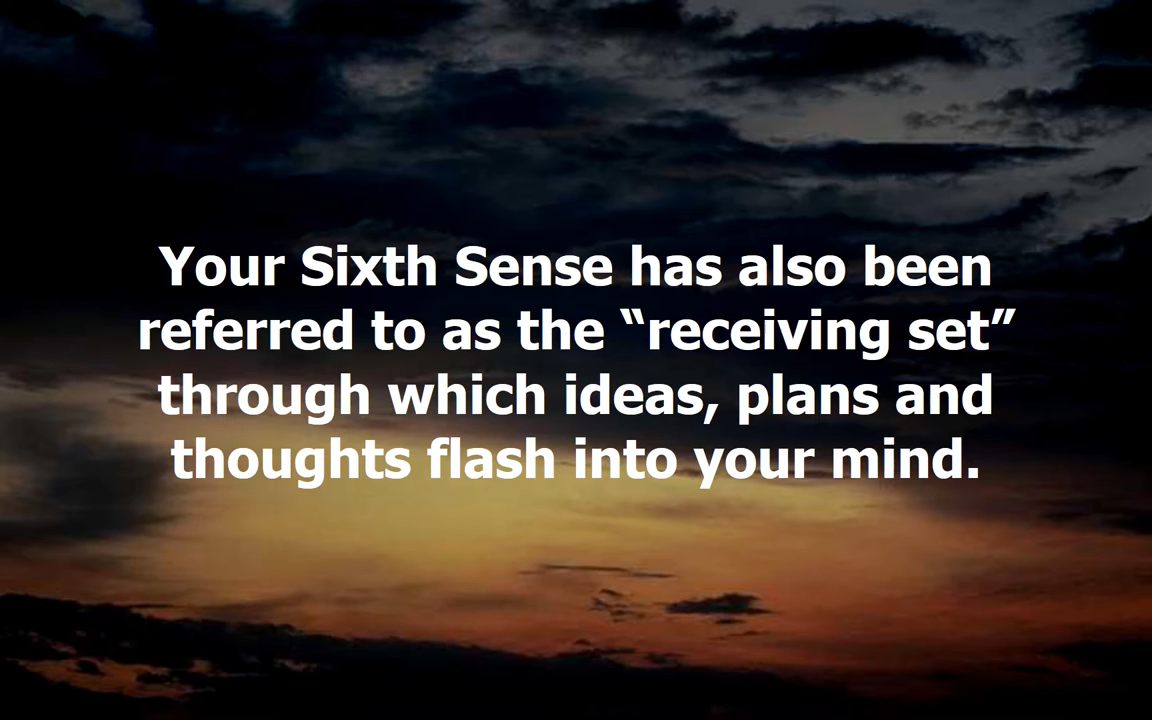 Your Sixth Sense has also been
referred to as the “receiving set”
through which ideas, plans and
thoughts flash into your mind.